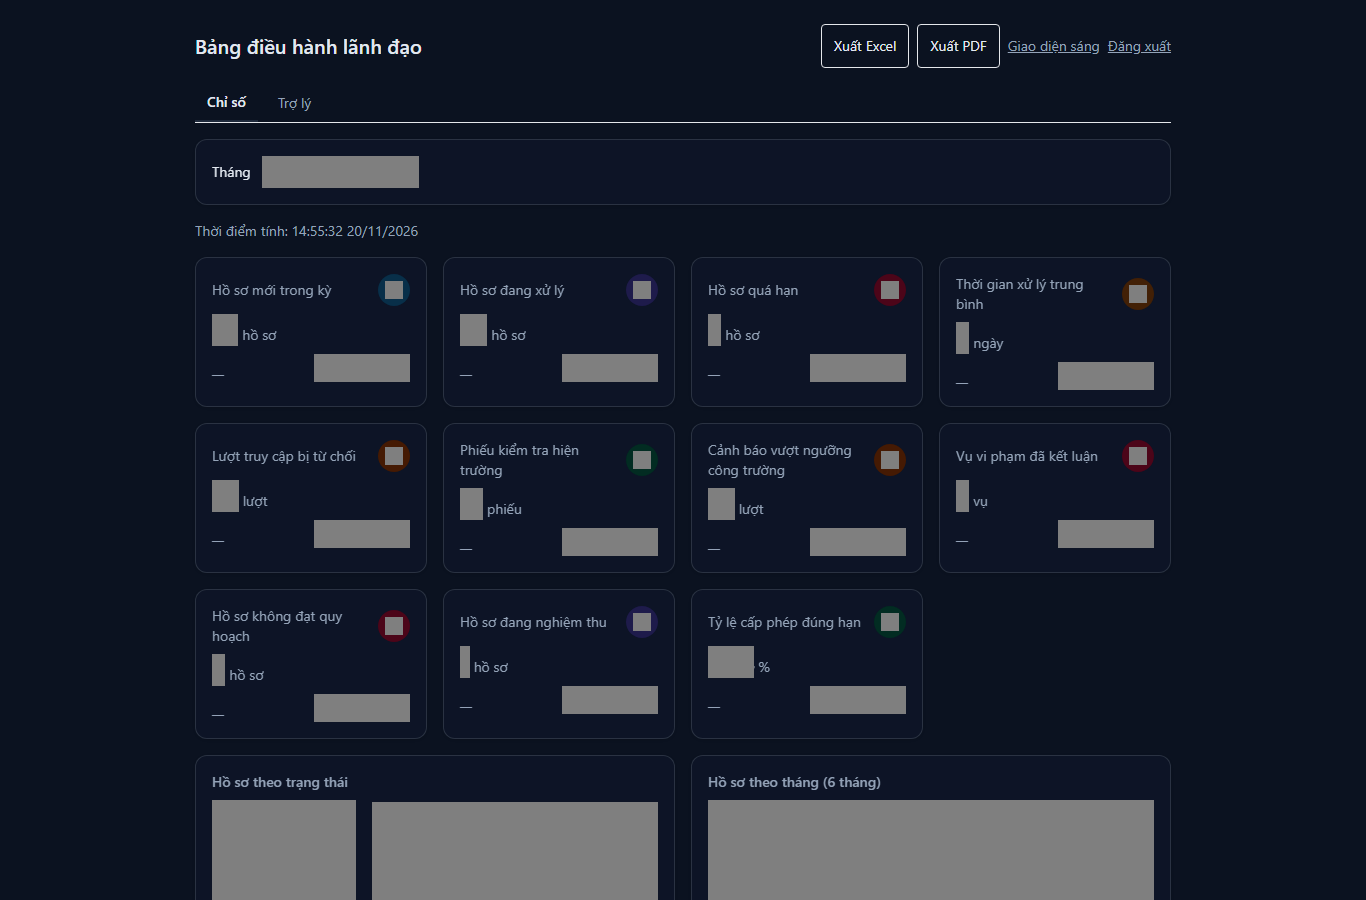 Bảng điều hành lãnh đạo
Xuất Excel
Xuất PDF
Giao diện sáng
Đăng xuất
Chỉ số
Trợ lý
Tháng
Thời điểm tính: 14:55:32 20/11/2026
Hồ sơ mới trong kỳ
hồ sơ
—
Hồ sơ đang xử lý
hồ sơ
—
Hồ sơ quá hạn
hồ sơ
—
Thời gian xử lý trung
bình
ngày
—
Lượt truy cập bị từ chối
lượt
—
Phiếu kiểm tra hiện
trường
phiếu
—
Cảnh báo vượt ngưỡng
công trường
lượt
—
Vụ vi phạm đã kết luận
vụ
—
Hồ sơ không đạt quy
hoạch
hồ sơ
—
Hồ sơ đang nghiệm thu
hồ sơ
—
Tỷ lệ cấp phép đúng hạn
%
—
Hồ sơ theo trạng thái
Hồ sơ theo tháng (6 tháng)